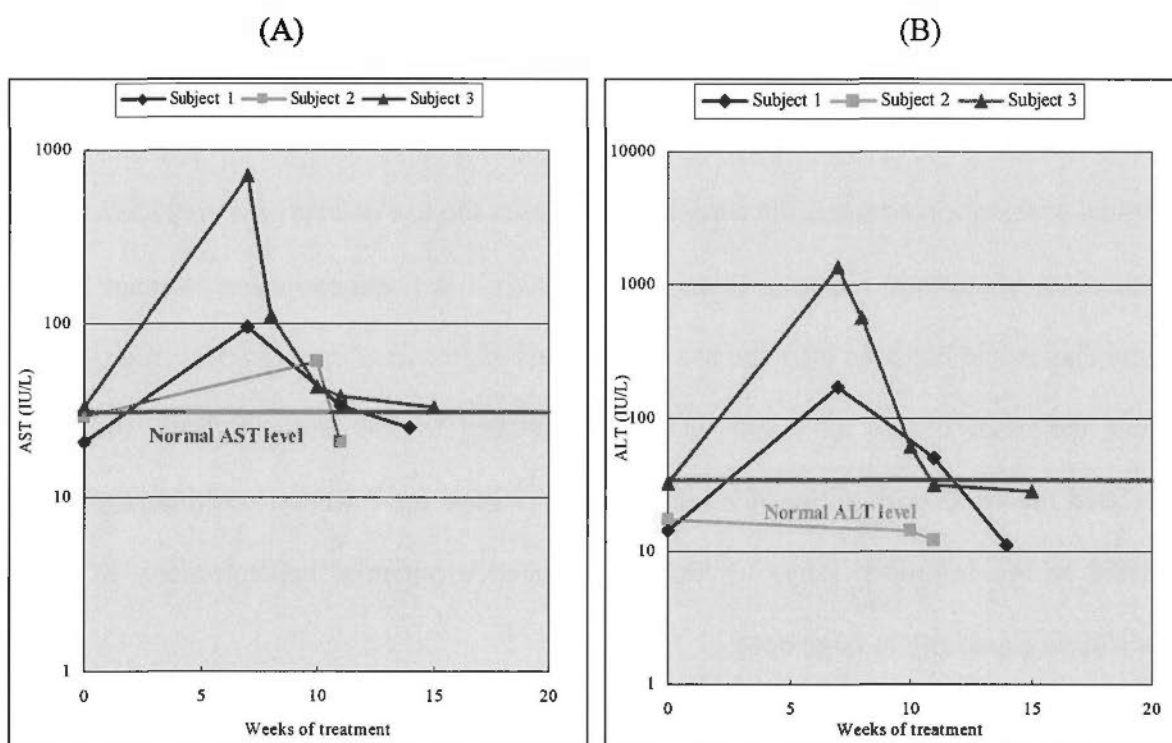 (A)
Subject 1 Subject 2 Subject 3
1000
100
10
1
AST (IU/L)
Normal AST level
0 5 10 15 20
Weeks of treatment
(B)
Subject 1 Subject 2 Subject 3
10000
1000
100
10
1
ALT (IU/L)
Normal ALT level
0 5 10 15 20
Weeks of treatment